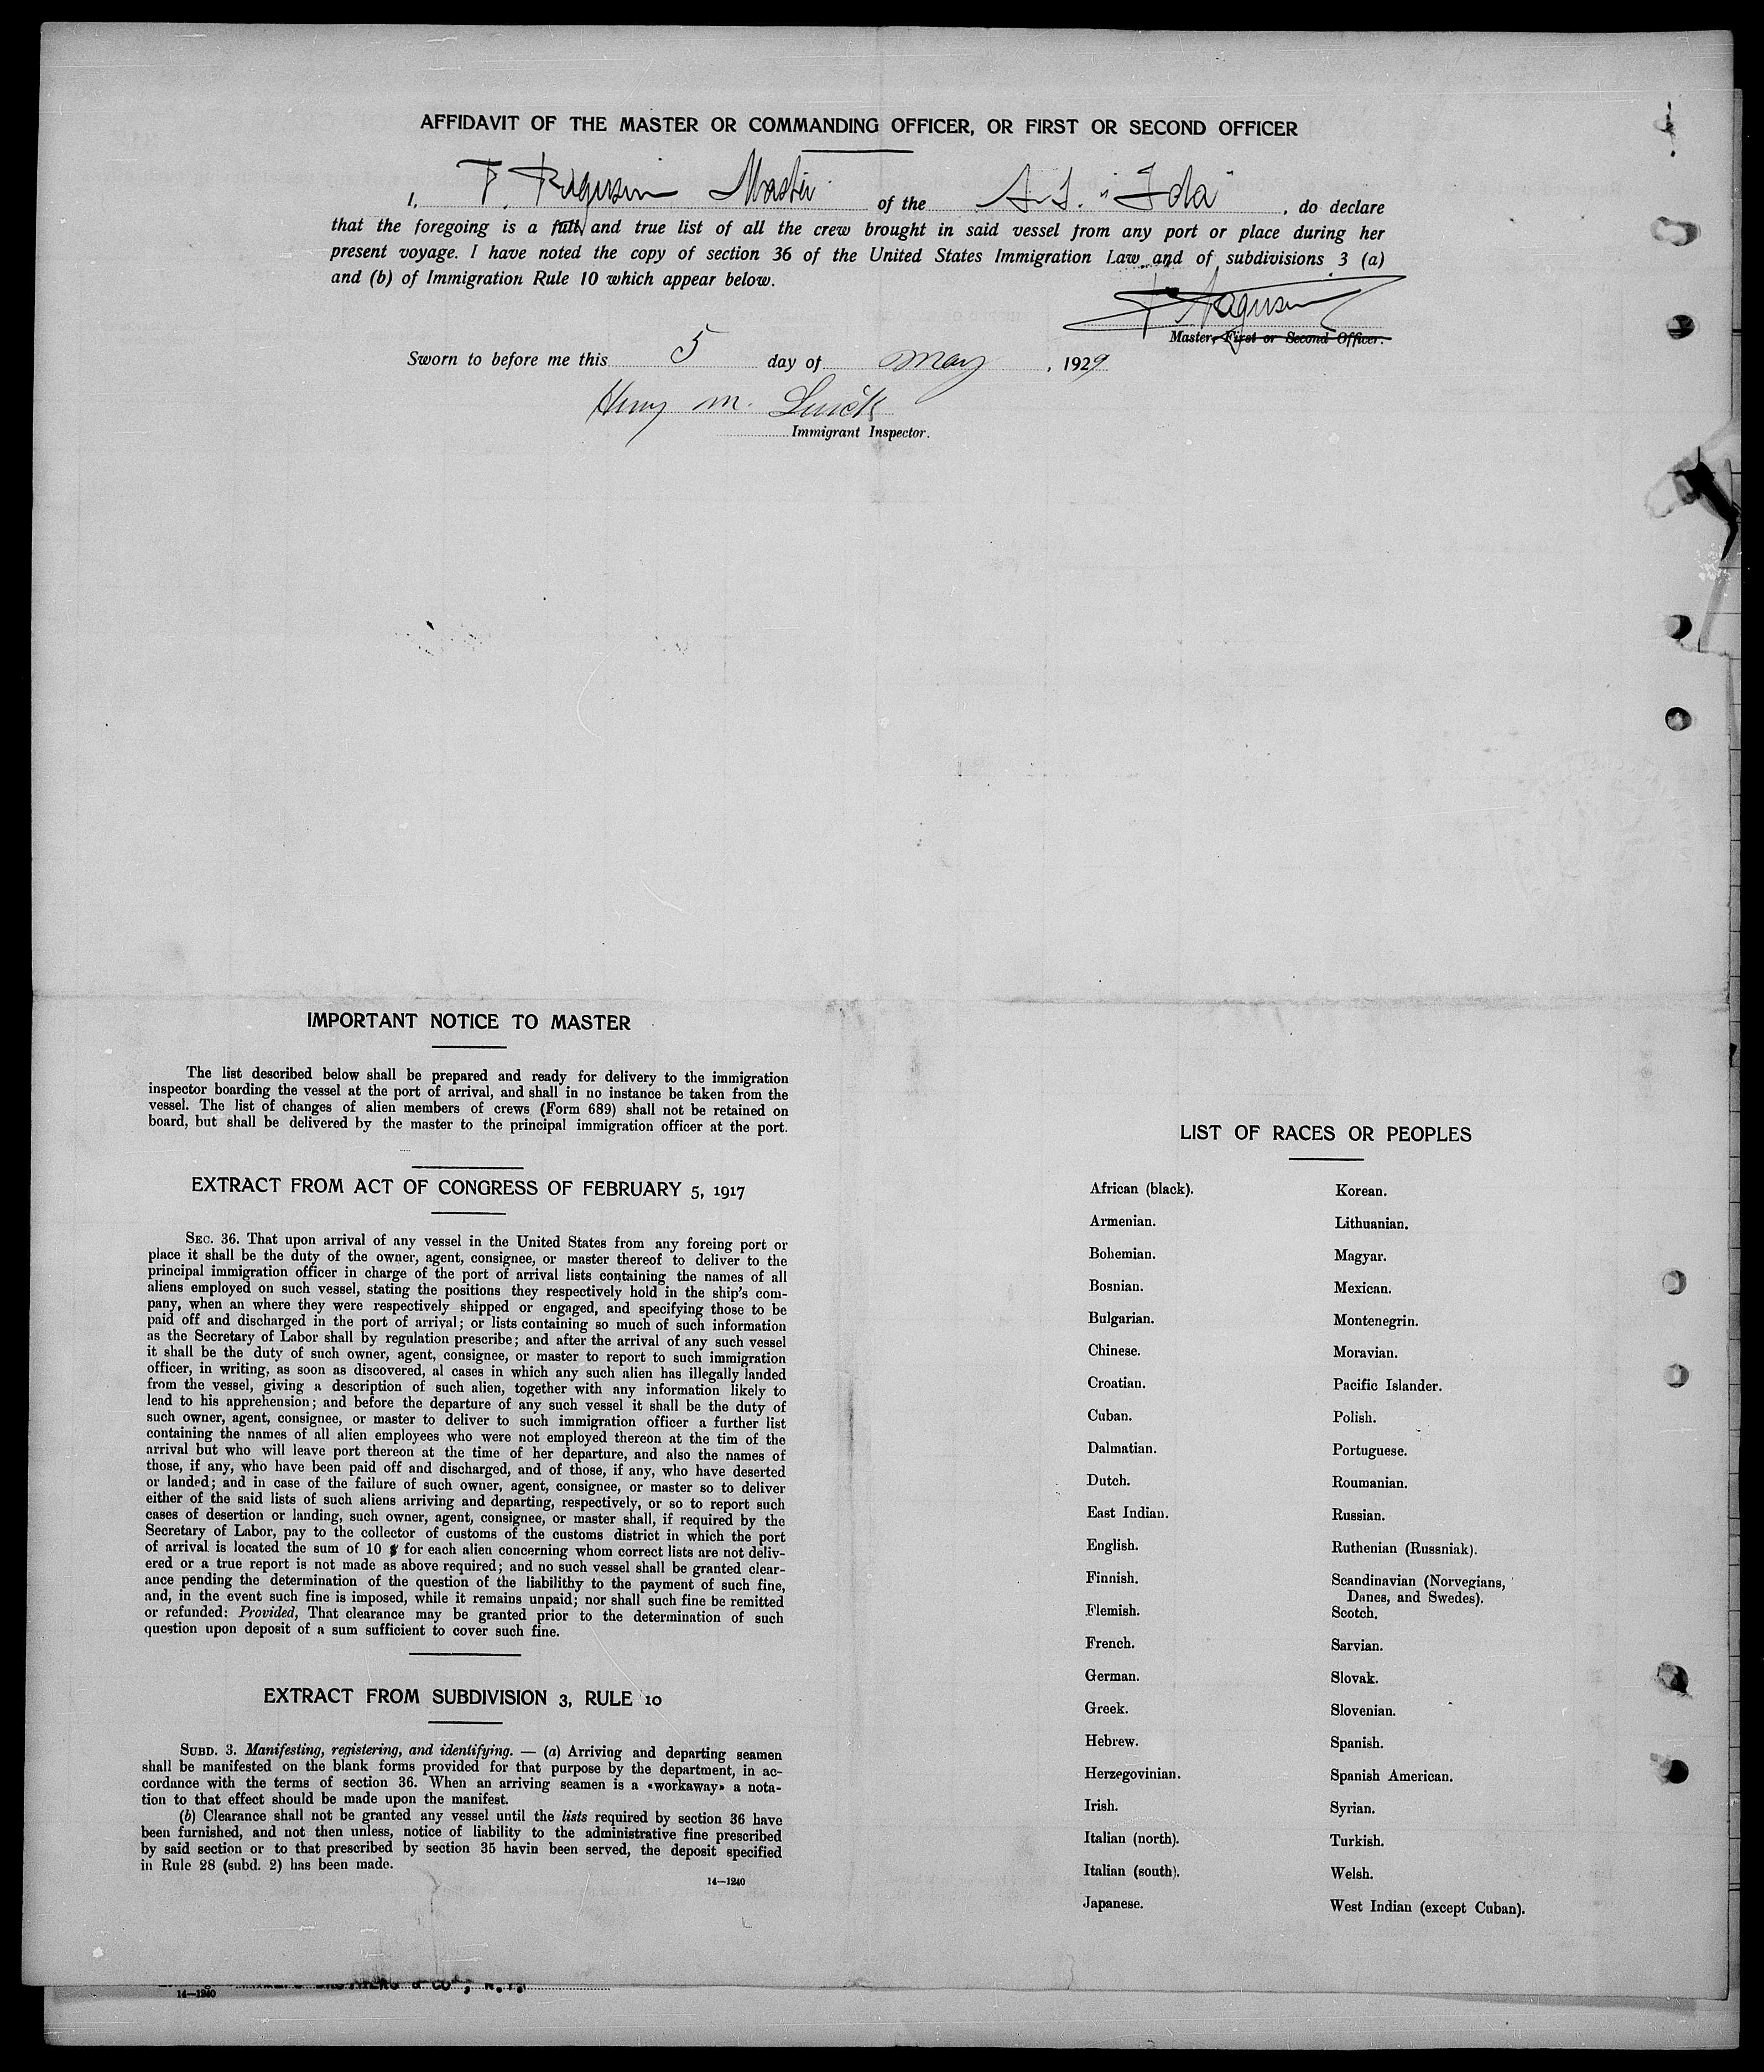 AFFIDAVIT OF THE MASTER OR COMMANDING OFFICER, OR FIRST OR SECOND OFFICER
I, Master of the S.S. "Ida", do declare
that the foregoing is a full and true list of all the crew brought in said vessel from any port or place during her
present voyage. I have noted the copy of section 36 of the United States Immigration Law and of subdivisions 3 (a)
and (b) of Immigration Rule 10 which appear below.
Master, First or Second Officer.
Sworn to before me this 5 day of May, 1929
Henry M.
Immigrant Inspector.
IMPORTANT NOTICE TO MASTER
The list described below shall be prepared and ready for delivery to the immigration
inspector boarding the vessel at the port of arrival, and shall in no instance be taken from the
vessel. The list of changes of alien members of crews (Form 689) shall not be retained on
board, but shall be delivered by the master to the principal immigration officer at the port.
EXTRACT FROM ACT OF CONGRESS OF FEBRUARY 5, 1917
SEC. 36. That upon arrival of any vessel in the United States from any foreing port or
place it shall be the duty of the owner, agent, consignee, or master thereof to deliver to the
principal immigration officer in charge of the port of arrival lists containing the names of all
aliens employed on such vessel, stating the positions they respectively hold in the ship's com-
pany, when an where they were respectively shipped or engaged, and specifying those to be
paid off and discharged in the port of arrival; or lists containing so much of such information
as the Secretary of Labor shall by regulation prescribe; and after the arrival of any such vessel
it shall be the duty of such owner, agent, consignee, or master to report to such immigration
officer, in writing, as soon as discovered, al cases in which any such alien has illegally landed
from the vessel, giving a description of such alien, together with any information likely to
lead to his apprehension; and before the departure of any such vessel it shall be the duty of
such owner, agent, consignee, or master to deliver to such immigration officer a further list
containing the names of all alien employees who were not employed thereon at the tim of the
arrival but who will leave port thereon at the time of her departure, and also the names of
those, if any, who have been paid off and discharged, and of those, if any, who have deserted
or landed; and in case of the failure of such owner, agent, consignee, or master so to deliver
either of the said lists of such aliens arriving and departing, respectively, or so to report such
cases of desertion or landing, such owner, agent, consignee, or master shall, if required by the
Secretary of Labor, pay to the collector of customs of the customs district in which the port
of arrival is located the sum of 10 $ for each alien concerning whom correct lists are not deliv-
ered or a true report is not made as above required; and no such vessel shall be granted clear-
ance pending the determination of the question of the liabilithy to the payment of such fine,
and, in the event such fine is imposed, while it remains unpaid; nor shall such fine be remitted
or refunded: Provided, That clearance may be granted prior to the determination of such
question upon deposit of a sum sufficient to cover such fine.
EXTRACT FROM SUBDIVISION 3, RULE 10
SUBD. 3. Manifesting, registering, and identifying. — (a) Arriving and departing seamen
shall be manifested on the blank forms provided for that purpose by the department, in ac-
cordance with the terms of section 36. When an arriving seamen is a «workaway» a nota-
tion to that effect should be made upon the manifest.
(b) Clearance shall not be granted any vessel until the lists required by section 36 have
been furnished, and not then unless, notice of liability to the administrative fine prescribed
by said section or to that prescribed by section 35 havin been served, the deposit specified
in Rule 28 (subd. 2) has been made.
14—1240
LIST OF RACES OR PEOPLES
African (black).
Armenian.
Bohemian.
Bosnian.
Bulgarian.
Chinese.
Croatian.
Cuban.
Dalmatian.
Dutch.
East Indian.
English.
Finnish.
Flemish.
French.
German.
Greek.
Hebrew.
Herzegovinian.
Irish.
Italian (north).
Italian (south).
Japanese.
Korean.
Lithuanian.
Magyar.
Mexican.
Montenegrin.
Moravian.
Pacific Islander.
Polish.
Portuguese.
Roumanian.
Russian.
Ruthenian (Russniak).
Scandinavian (Norvegians,
Danes, and Swedes).
Scotch.
Sarvian.
Slovak.
Slovenian.
Spanish.
Spanish American.
Syrian.
Turkish.
Welsh.
West Indian (except Cuban).
& CO., N.Y.
14—1240